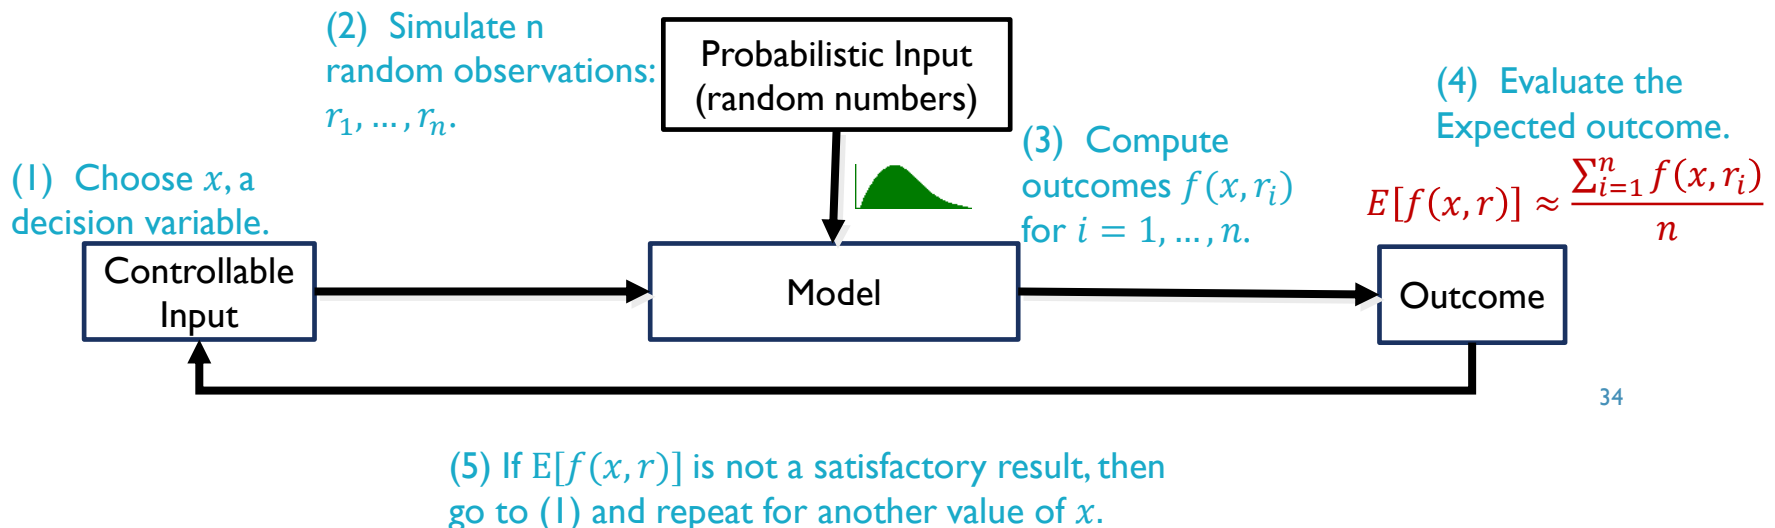 (2) Simulate n
random observations:
𝑟₁, … , 𝑟ₙ.
Probabilistic Input
(random numbers)
(4) Evaluate the
Expected outcome.
𝐸[𝑓(𝑥, 𝑟)] ≈ ∑ᵢ₌₁ⁿ 𝑓(𝑥, 𝑟ᵢ) / 𝑛
(3) Compute
outcomes 𝑓(𝑥, 𝑟ᵢ)
for 𝑖 = 1, … , 𝑛.
(1) Choose 𝑥, a
decision variable.
Controllable
Input
Model
Outcome
34
(5) If E[𝑓(𝑥, 𝑟)] is not a satisfactory result, then
go to (1) and repeat for another value of 𝑥.